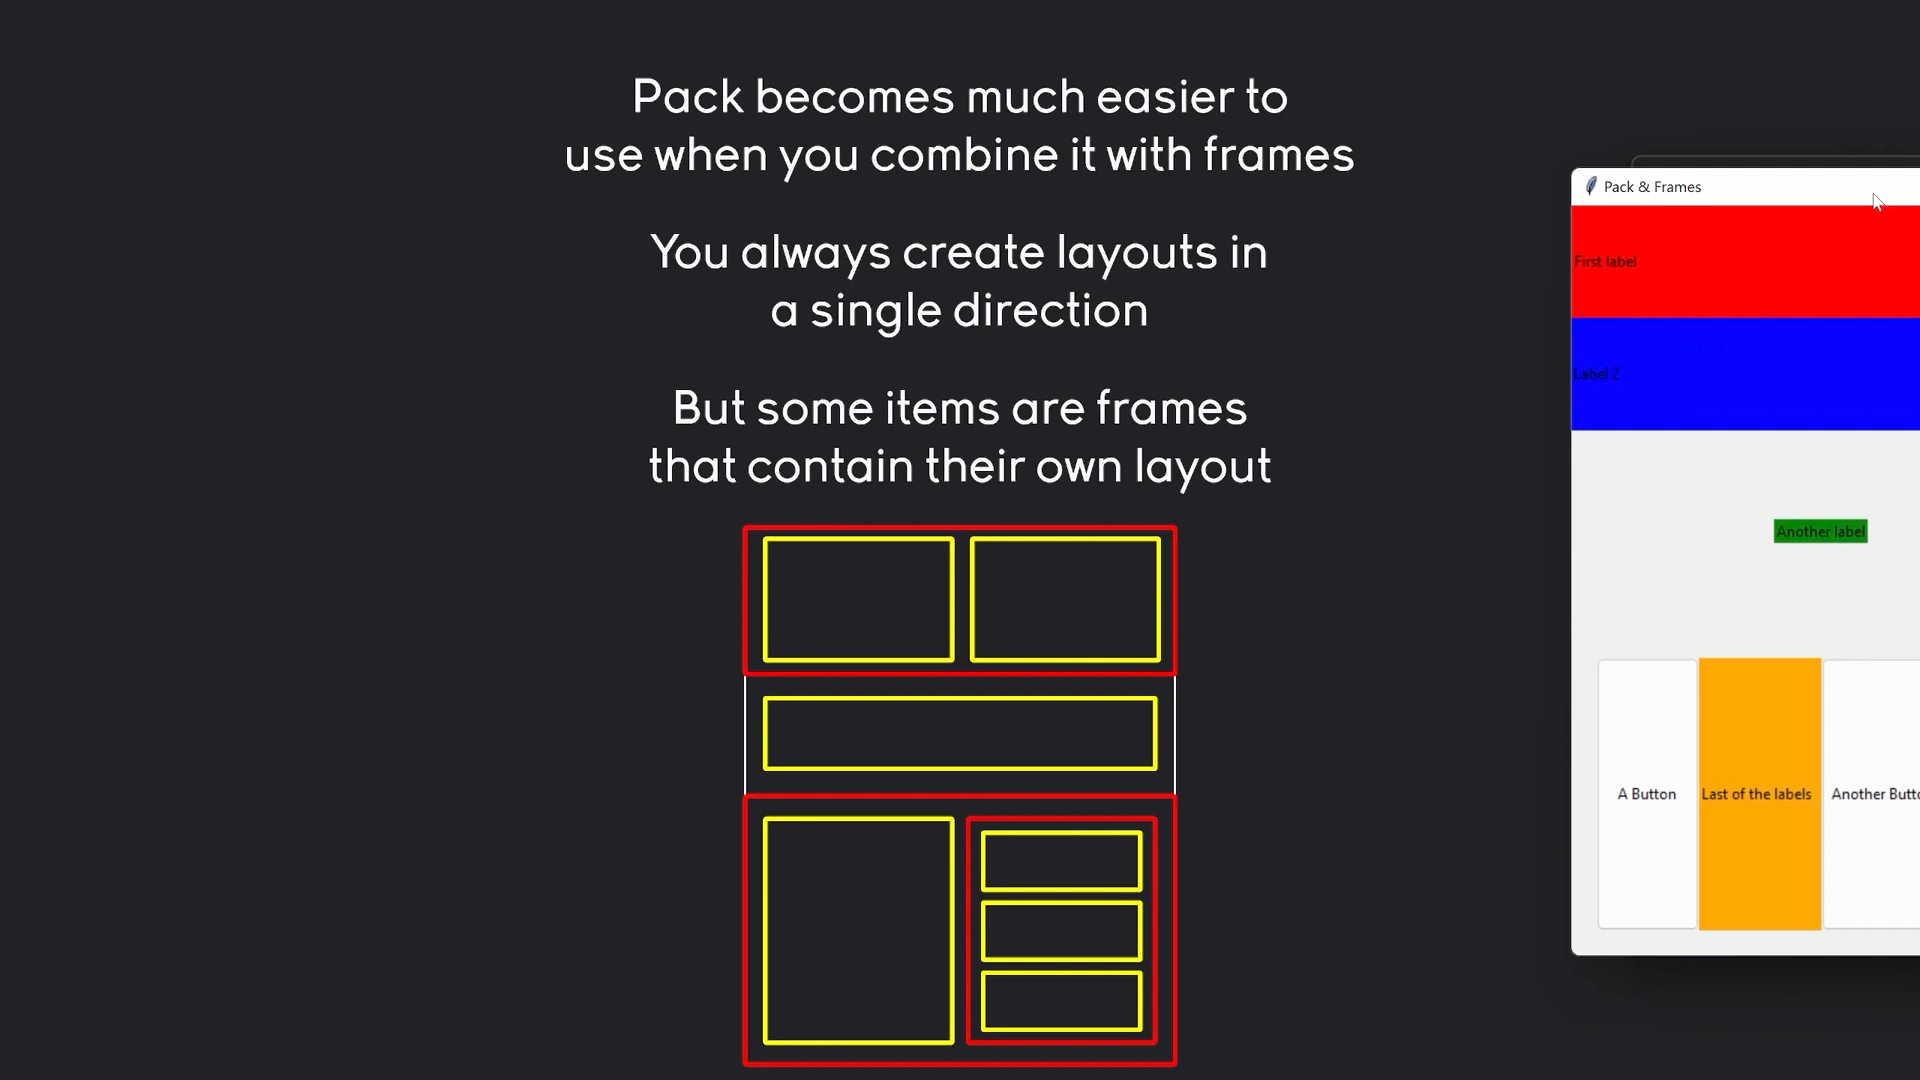 Pack becomes much easier to
use when you combine it with frames
You always create layouts in
a single direction
But some items are frames
that contain their own layout
Pack & Frames
First label
Label 2
Another label
A Button
Last of the labels
Another